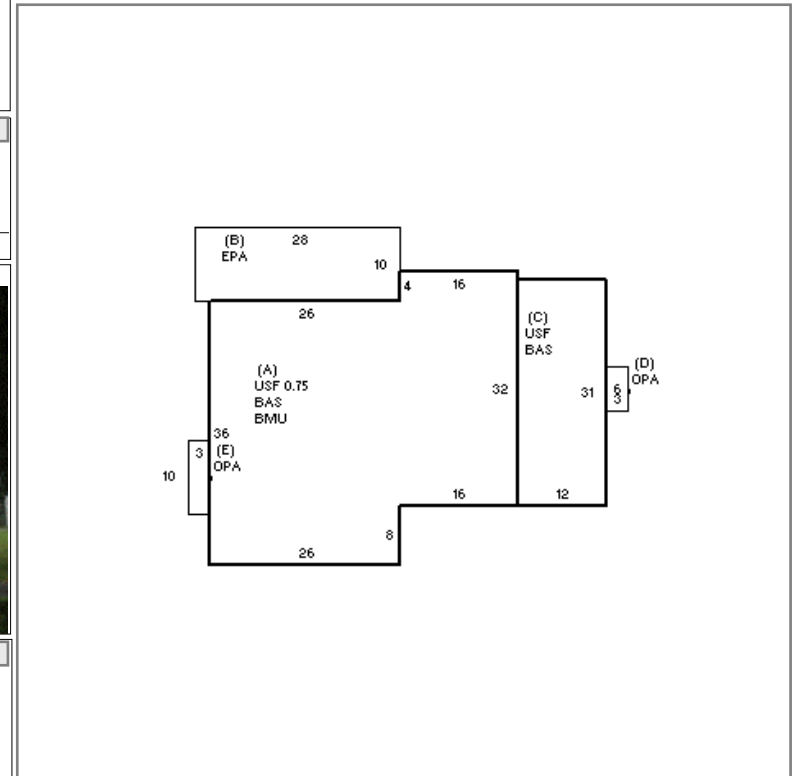 (B)
EPA
28
10
4
16
26
(C)
USF
BAS
(A)
USF 0.75
BAS
BMU
32
31
6
3
(D)
OPA
36
3
(E)
OPA
10
16
12
8
26